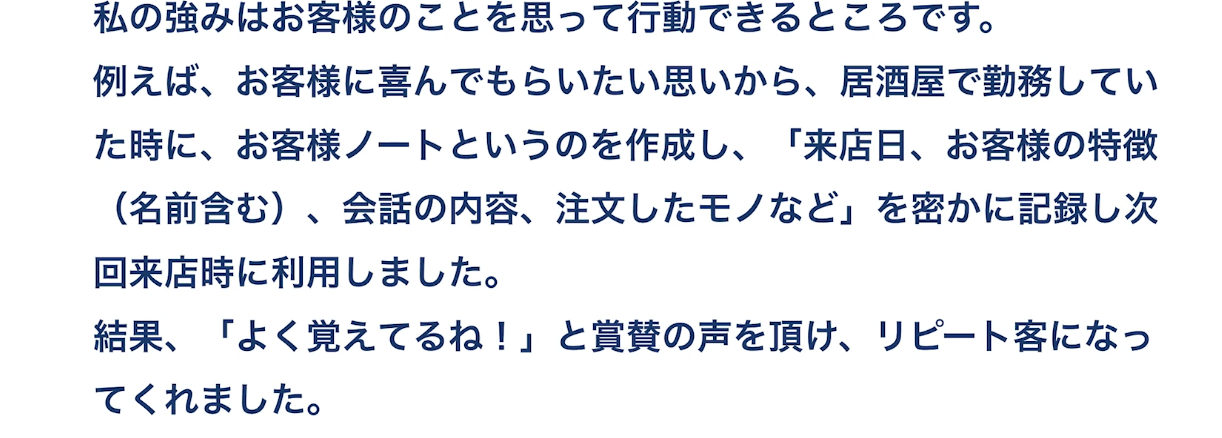 私の強みはお客様のことを思って行動できるところです。
例えば、お客様に喜んでもらいたい思いから、居酒屋で勤務してい
た時に、お客様ノートというのを作成し、「来店日、お客様の特徴
（名前含む）、会話の内容、注文したモノなど」を密かに記録し次
回来店時に利用しました。
結果、「よく覚えてるね！」と賞賛の声を頂け、リピート客になっ
てくれました。